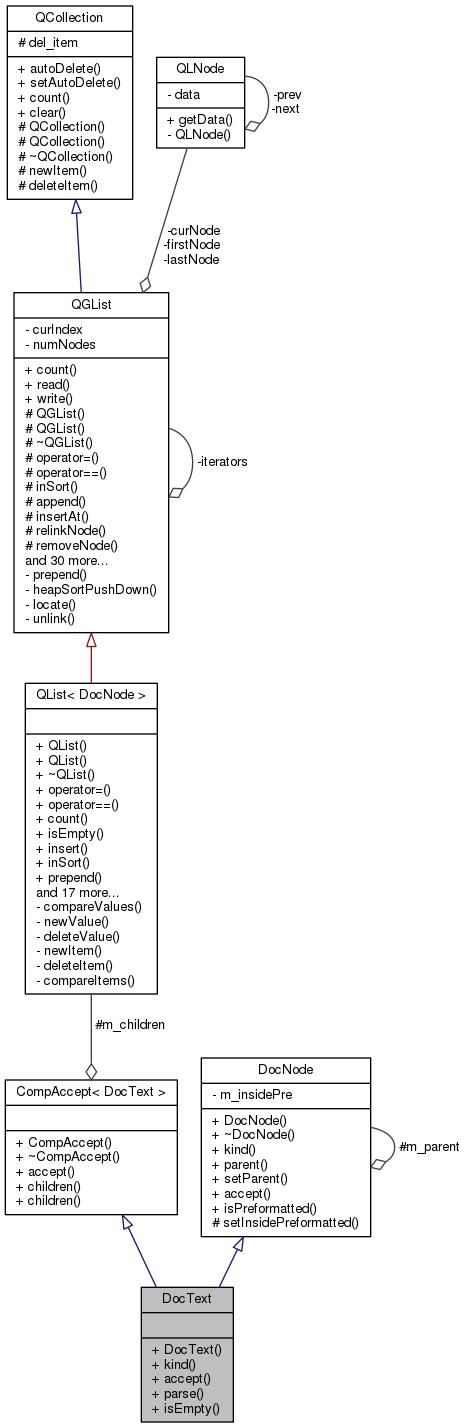 QCollection
# del_item
+ autoDelete()
+ setAutoDelete()
+ count()
+ clear()
# QCollection()
# QCollection()
# ~QCollection()
# newItem()
# deleteItem()
QLNode
- data
+ getData()
- QLNode()
-prev
-next
-curNode
-firstNode
-lastNode
QGList
- curIndex
- numNodes
+ count()
+ read()
+ write()
# QGList()
# QGList()
# ~QGList()
# operator=()
# operator==()
# inSort()
# append()
# insertAt()
# relinkNode()
# removeNode()
and 30 more...
- prepend()
- heapSortPushDown()
- locate()
- unlink()
-iterators
QList< DocNode >
+ QList()
+ QList()
+ ~QList()
+ operator=()
+ operator==()
+ count()
+ isEmpty()
+ insert()
+ inSort()
+ prepend()
and 17 more...
- compareValues()
- newValue()
- deleteValue()
- newItem()
- deleteItem()
- compareItems()
#m_children
CompAccept< DocText >
+ CompAccept()
+ ~CompAccept()
+ accept()
+ children()
+ children()
DocNode
- m_insidePre
+ DocNode()
+ ~DocNode()
+ kind()
+ parent()
+ setParent()
+ accept()
+ isPreformatted()
# setInsidePreformatted()
#m_parent
DocText
+ DocText()
+ kind()
+ accept()
+ parse()
+ isEmpty()